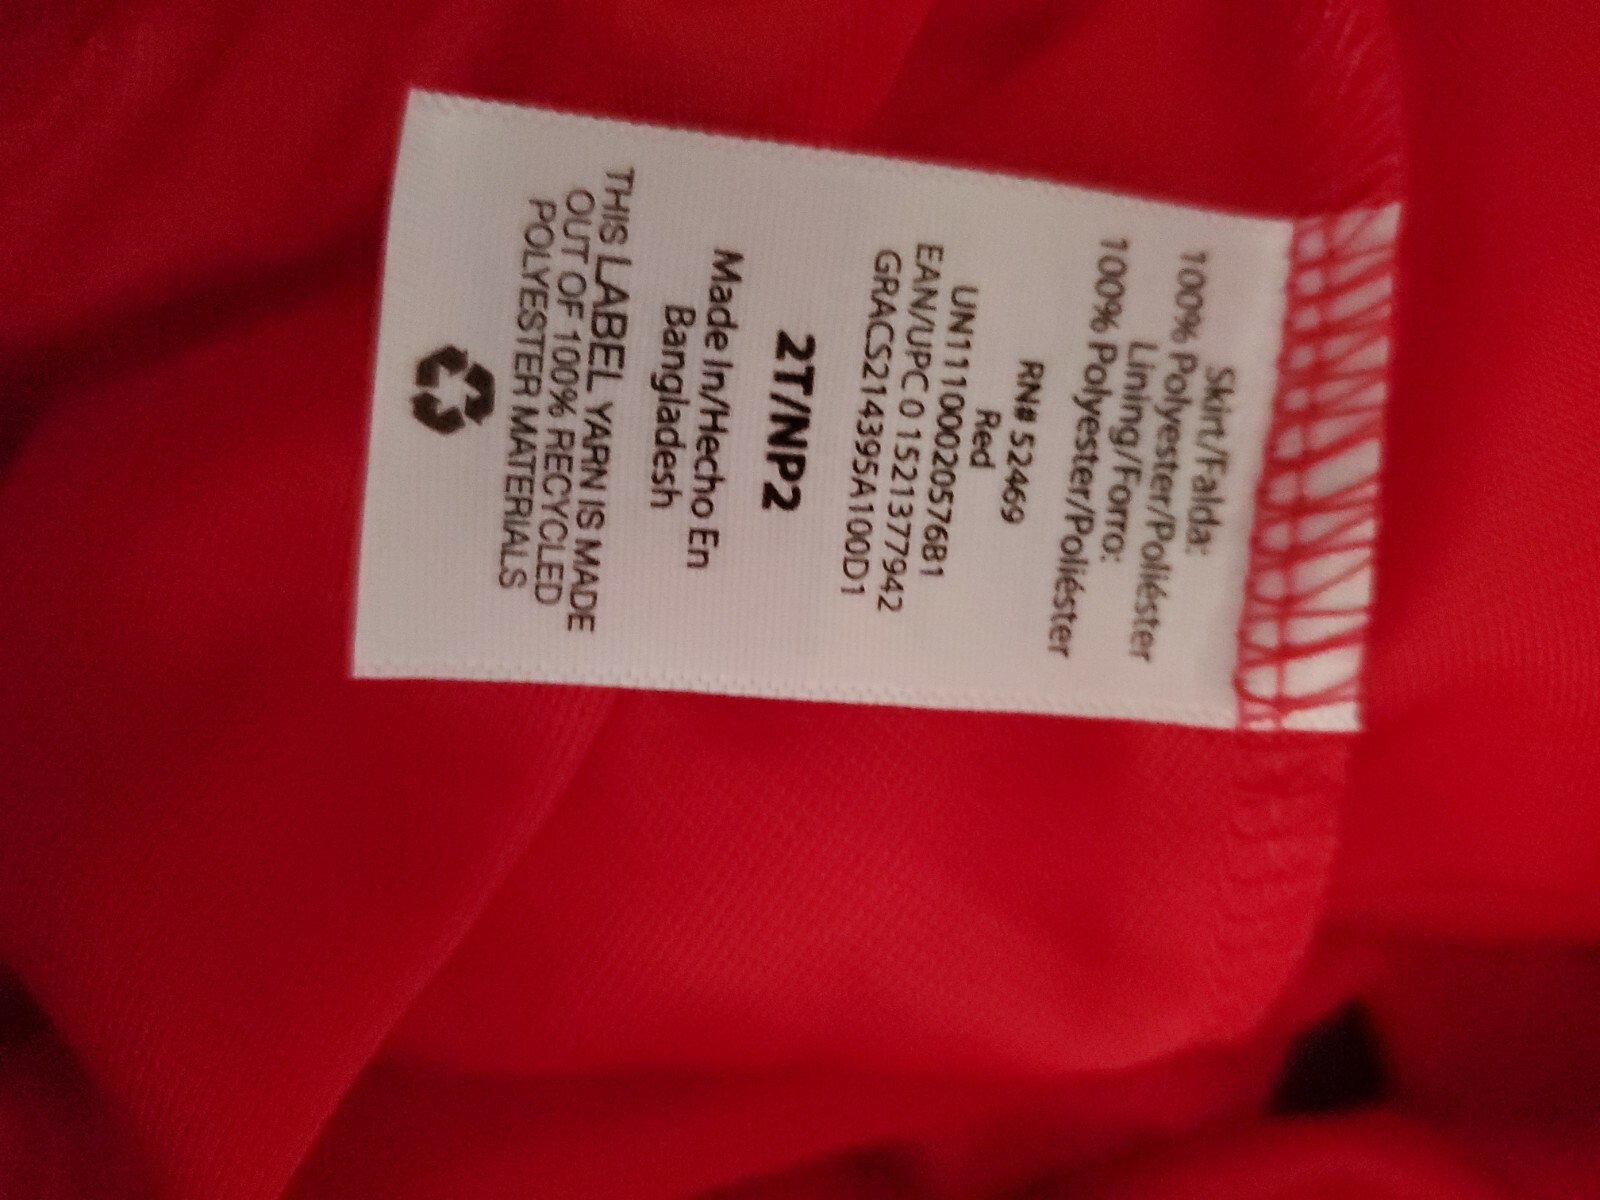 Skirt/Falda:
100% Polyester/Poliéster
Lining/Forro:
100% Polyester/Poliéster
RN# 52469
Red
UN1110002057681
EAN/UPC 0 1521377942
GRACS214395A100D1
2T/NP2
Made In/Hecho En
Bangladesh
THIS LABEL YARN IS MADE
OUT OF 100% RECYCLED
POLYESTER MATERIALS